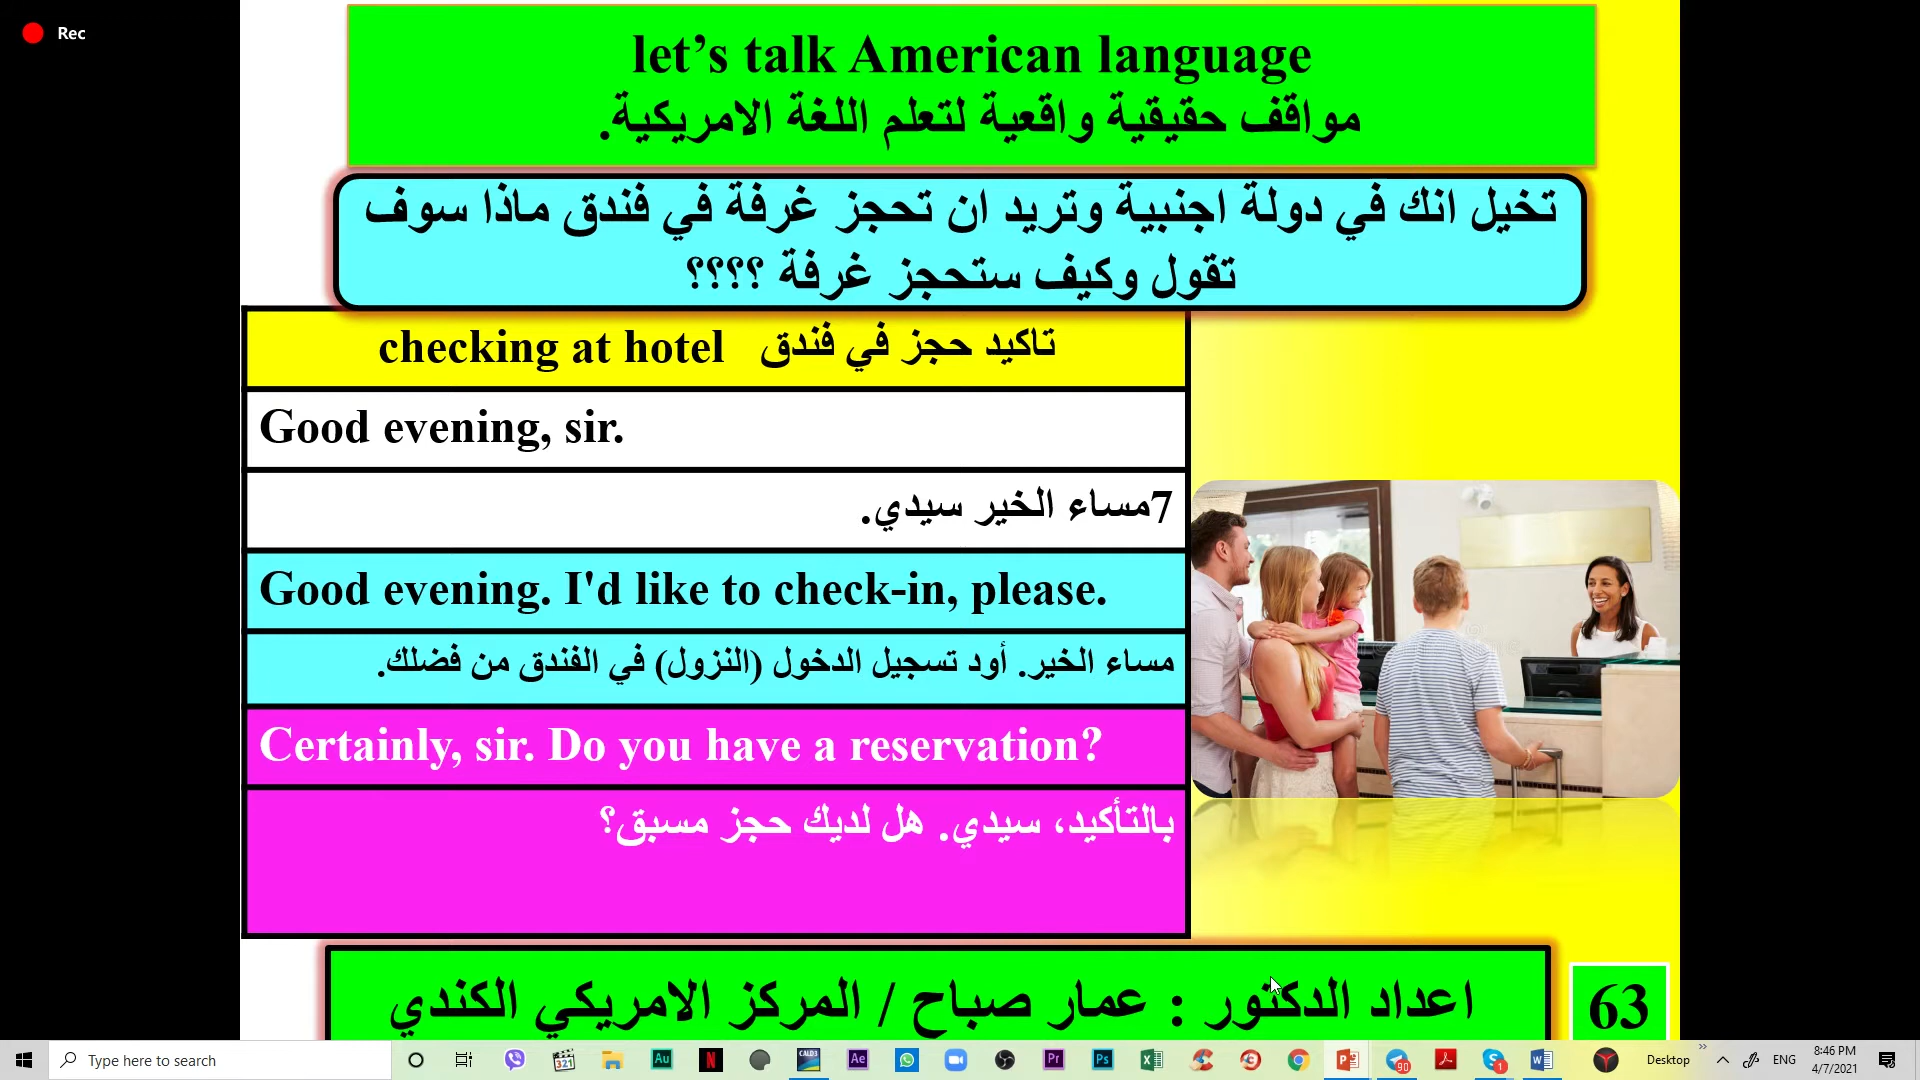 Rec
let’s talk American language
مواقف حقيقية واقعية لتعلم اللغة الامريكية.
تخيل انك في دولة اجنبية وتريد ان تحجز غرفة في فندق ماذا سوف
تقول وكيف ستحجز غرفة ؟؟؟؟
checking at hotel تاكيد حجز في فندق
Good evening, sir.
7مساء الخير سيدي.
Good evening. I'd like to check-in, please.
مساء الخير. أود تسجيل الدخول (النزول) في الفندق من فضلك.
Certainly, sir. Do you have a reservation?
بالتأكيد، سيدي. هل لديك حجز مسبق؟
اعداد الدكتور : عمار صباح / المركز الامريكي الكندي
63
Type here to search
Desktop
ENG
8:46 PM
4/7/2021